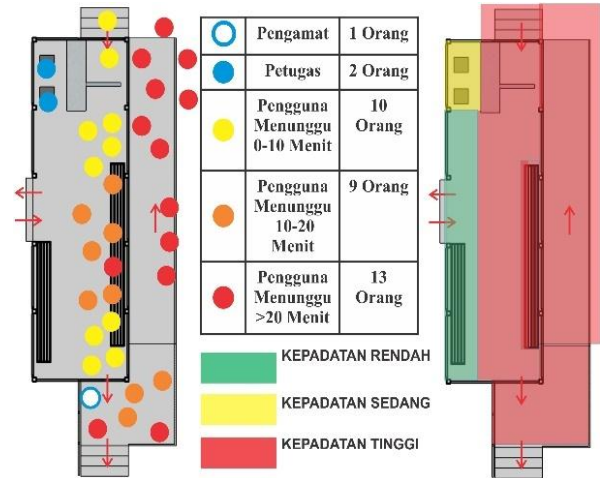 Pengamat 1 Orang
Petugas 2 Orang
Pengguna
Menunggu
0-10 Menit
10
Orang
Pengguna
Menunggu
10-20
Menit
9 Orang
Pengguna
Menunggu
>20 Menit
13
Orang
KEPADATAN RENDAH
KEPADATAN SEDANG
KEPADATAN TINGGI